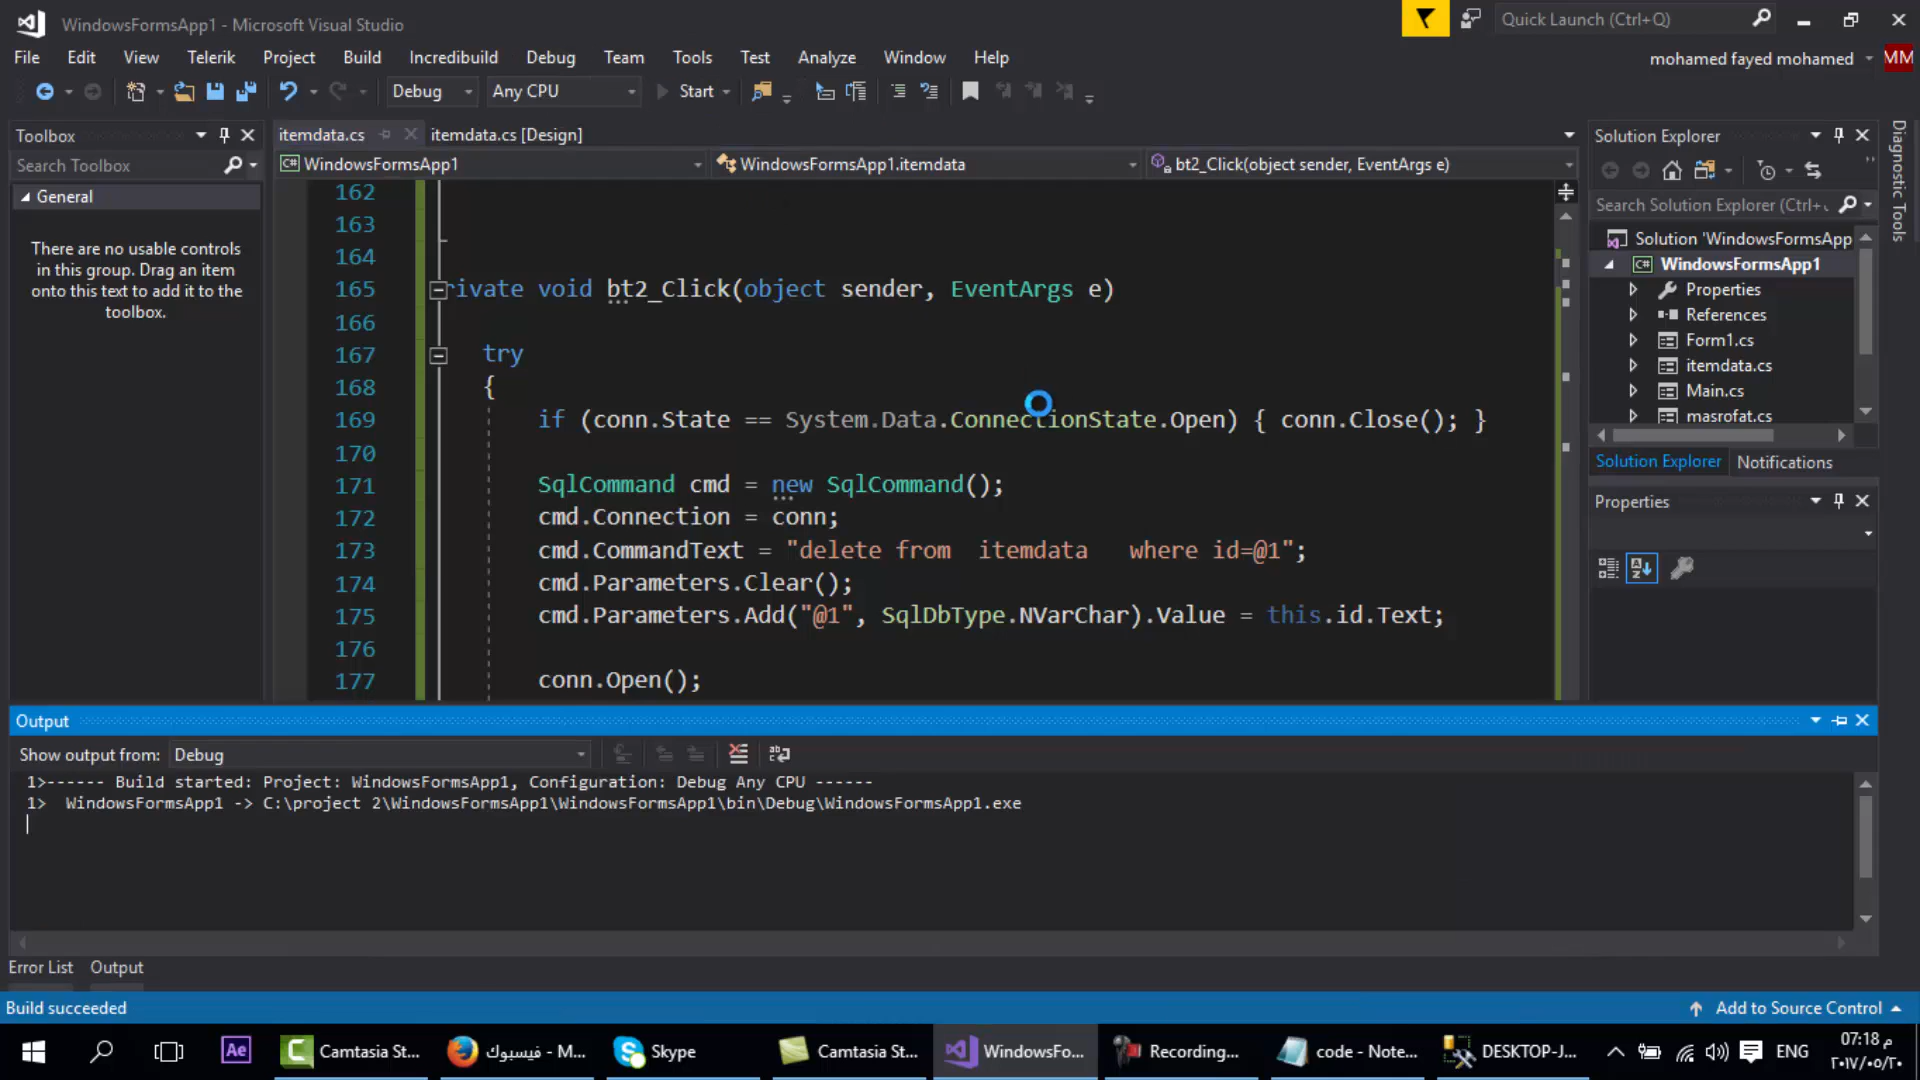 WindowsFormsApp1 - Microsoft Visual Studio
Quick Launch (Ctrl+Q)
File Edit View Telerik Project Build Incredibuild Debug Team Tools Test Analyze Window Help
mohamed fayed mohamed MM
Debug Any CPU Start
Toolbox
Search Toolbox
General
There are no usable controls
in this group. Drag an item
onto this text to add it to the
toolbox.
itemdata.cs itemdata.cs [Design]
WindowsFormsApp1 WindowsFormsApp1.itemdata bt2_Click(object sender, EventArgs e)
162
163
164
165 rivate void bt2_Click(object sender, EventArgs e)
166
167 try
168 {
169 if (conn.State == System.Data.ConnectionState.Open) { conn.Close(); }
170
171 SqlCommand cmd = new SqlCommand();
172 cmd.Connection = conn;
173 cmd.CommandText = "delete from  itemdata   where id=@1";
174 cmd.Parameters.Clear();
175 cmd.Parameters.Add("@1", SqlDbType.NVarChar).Value = this.id.Text;
176
177 conn.Open();
Solution Explorer
Search Solution Explorer (Ctrl+
Solution 'WindowsFormsApp
WindowsFormsApp1
Properties
References
Form1.cs
itemdata.cs
Main.cs
masrofat.cs
Solution Explorer Notifications
Properties
Diagnostic Tools
Output
Show output from: Debug
1>------ Build started: Project: WindowsFormsApp1, Configuration: Debug Any CPU ------
1>  WindowsFormsApp1 -> C:\project 2\WindowsFormsApp1\WindowsFormsApp1\bin\Debug\WindowsFormsApp1.exe
Error List Output
Build succeeded
Add to Source Control
Ae Camtasia St... فيسبوك - M... Skype Camtasia St... WindowsFo... Recording... code - Note... DESKTOP-J... ENG
07:18 م
٢٠١٧/٠٥/٢٠